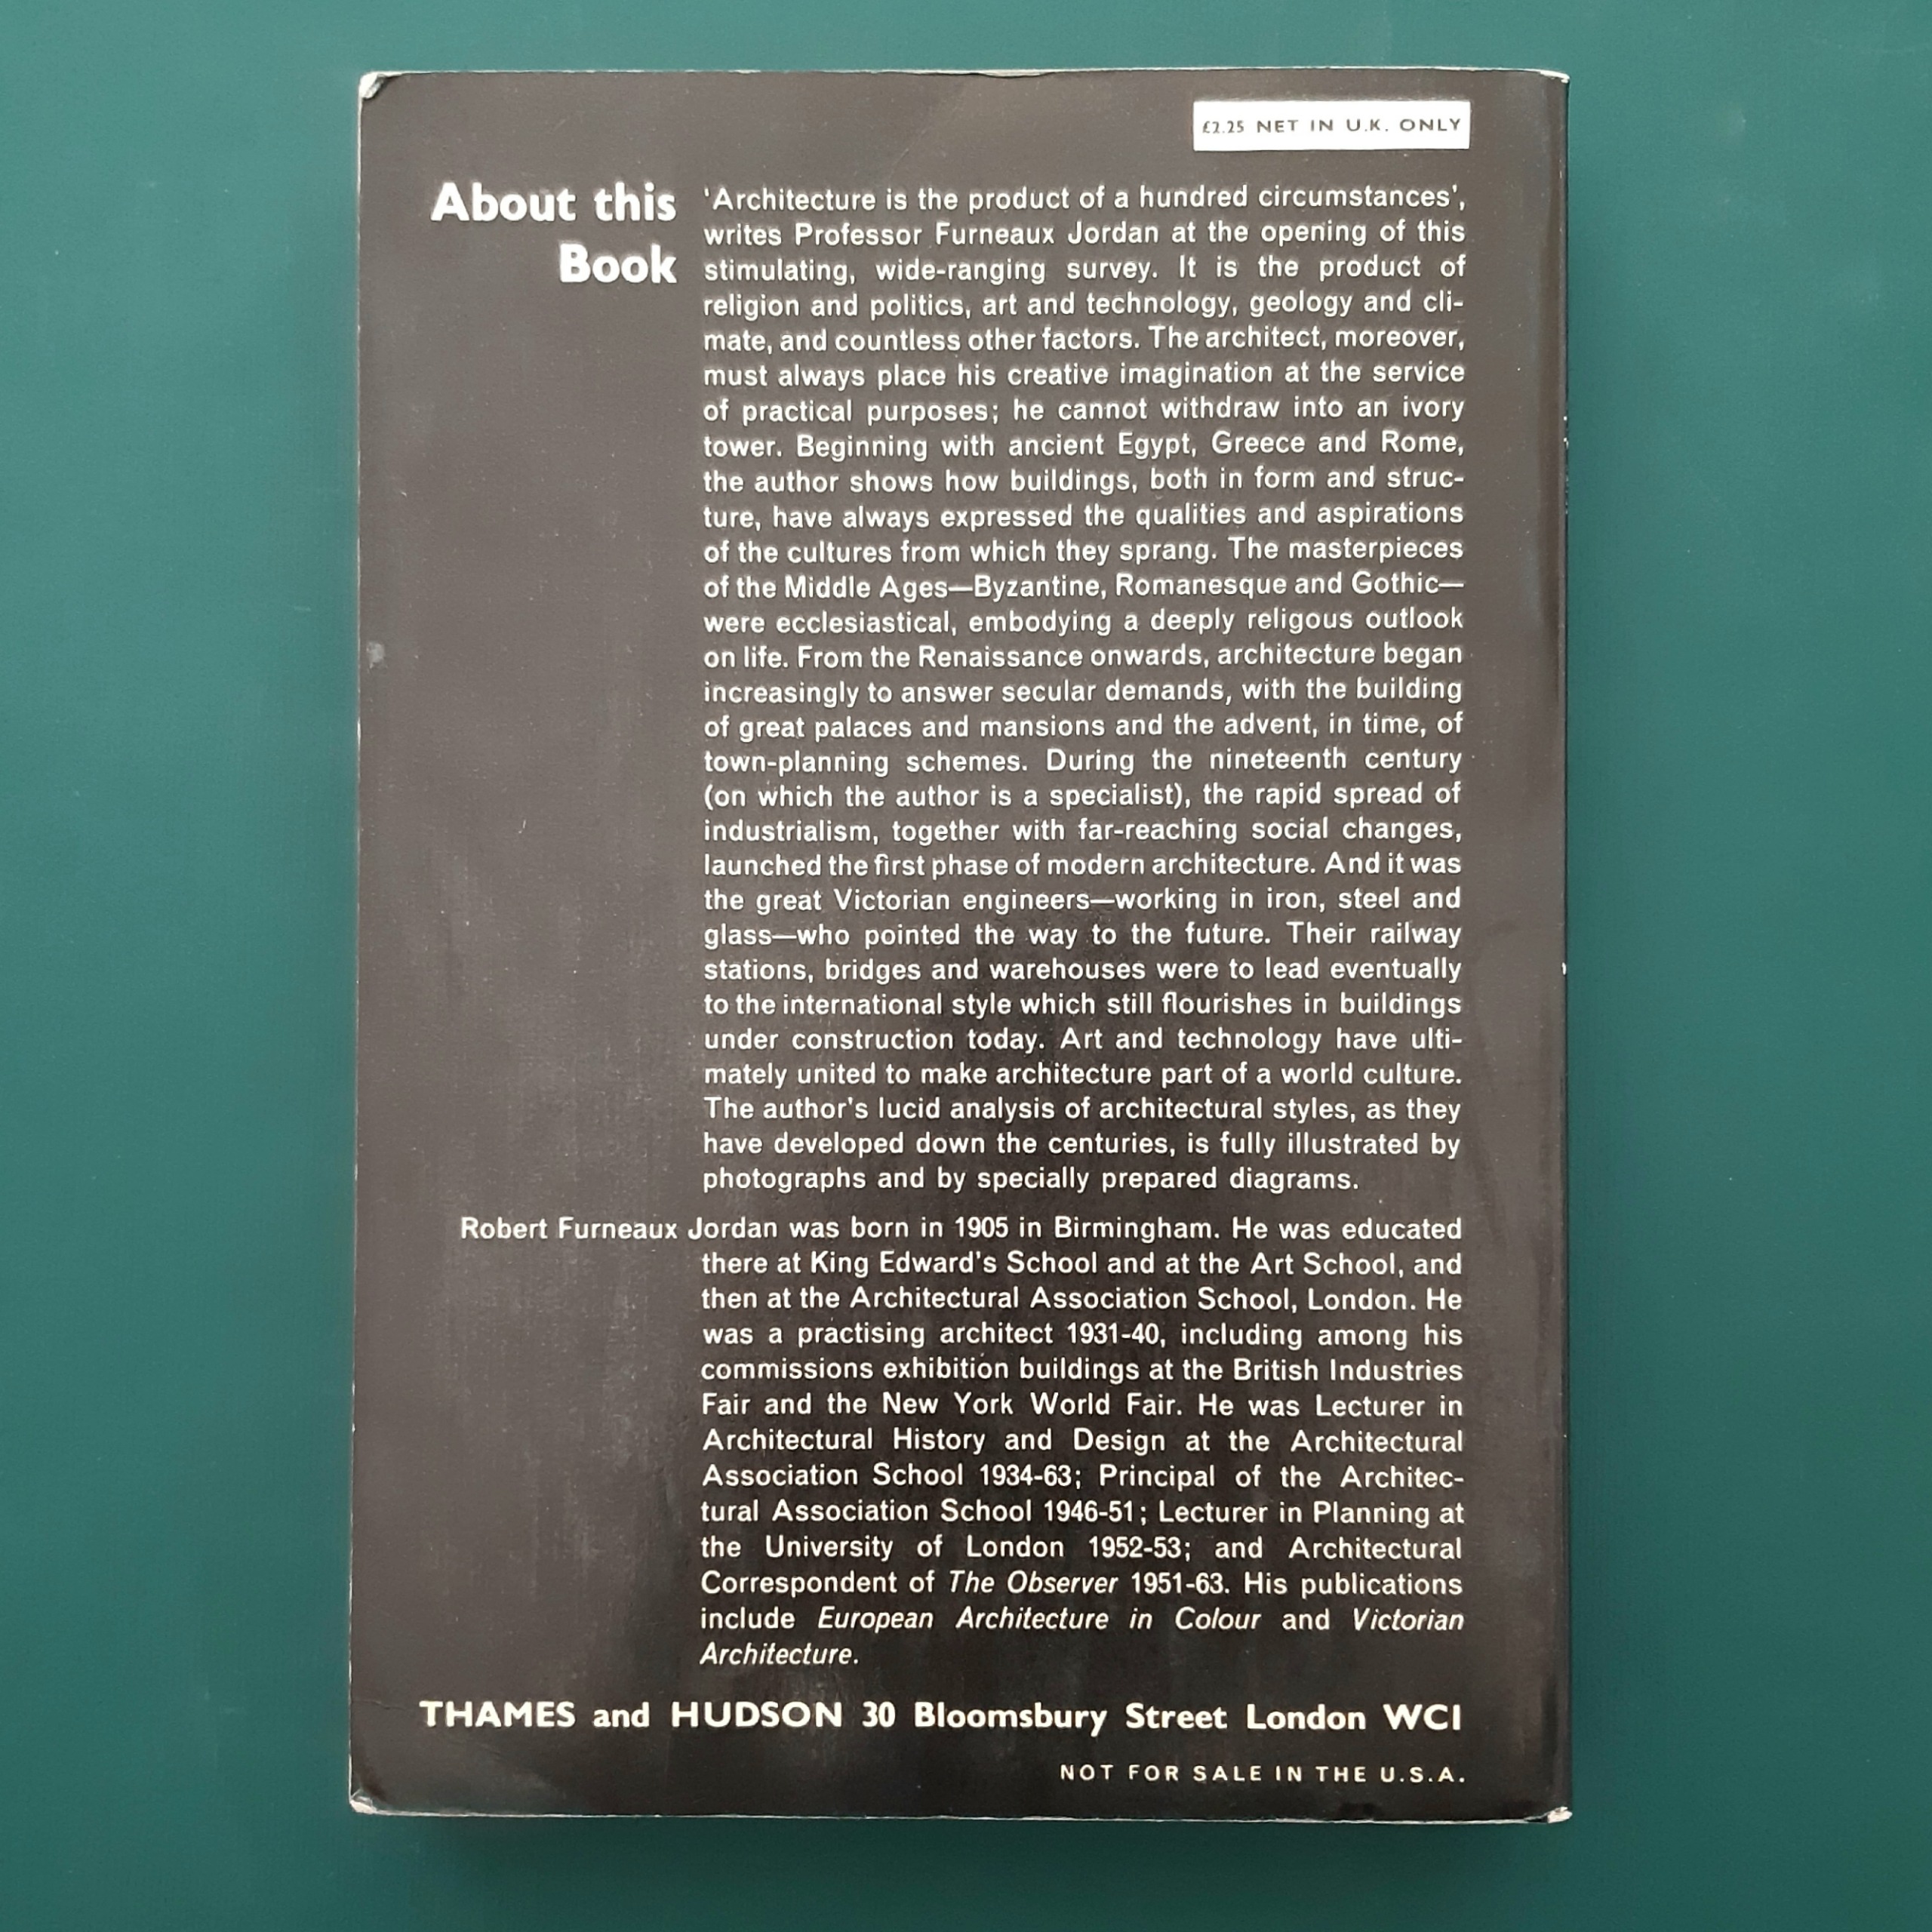 £2.25 NET IN U.K. ONLY
About this
Book
'Architecture is the product of a hundred circumstances',
writes Professor Furneaux Jordan at the opening of this
stimulating, wide-ranging survey. It is the product of
religion and politics, art and technology, geology and cli-
mate, and countless other factors. The architect, moreover,
must always place his creative imagination at the service
of practical purposes; he cannot withdraw into an ivory
tower. Beginning with ancient Egypt, Greece and Rome,
the author shows how buildings, both in form and struc-
ture, have always expressed the qualities and aspirations
of the cultures from which they sprang. The masterpieces
of the Middle Ages—Byzantine, Romanesque and Gothic—
were ecclesiastical, embodying a deeply religous outlook
on life. From the Renaissance onwards, architecture began
increasingly to answer secular demands, with the building
of great palaces and mansions and the advent, in time, of
town-planning schemes. During the nineteenth century
(on which the author is a specialist), the rapid spread of
industrialism, together with far-reaching social changes,
launched the first phase of modern architecture. And it was
the great Victorian engineers—working in iron, steel and
glass—who pointed the way to the future. Their railway
stations, bridges and warehouses were to lead eventually
to the international style which still flourishes in buildings
under construction today. Art and technology have ulti-
mately united to make architecture part of a world culture.
The author's lucid analysis of architectural styles, as they
have developed down the centuries, is fully illustrated by
photographs and by specially prepared diagrams.
Robert Furneaux Jordan was born in 1905 in Birmingham. He was educated
there at King Edward's School and at the Art School, and
then at the Architectural Association School, London. He
was a practising architect 1931-40, including among his
commissions exhibition buildings at the British Industries
Fair and the New York World Fair. He was Lecturer in
Architectural History and Design at the Architectural
Association School 1934-63; Principal of the Architec-
tural Association School 1946-51; Lecturer in Planning at
the University of London 1952-53; and Architectural
Correspondent of The Observer 1951-63. His publications
include European Architecture in Colour and Victorian
Architecture.
THAMES and HUDSON 30 Bloomsbury Street London WCI
NOT FOR SALE IN THE U.S.A.